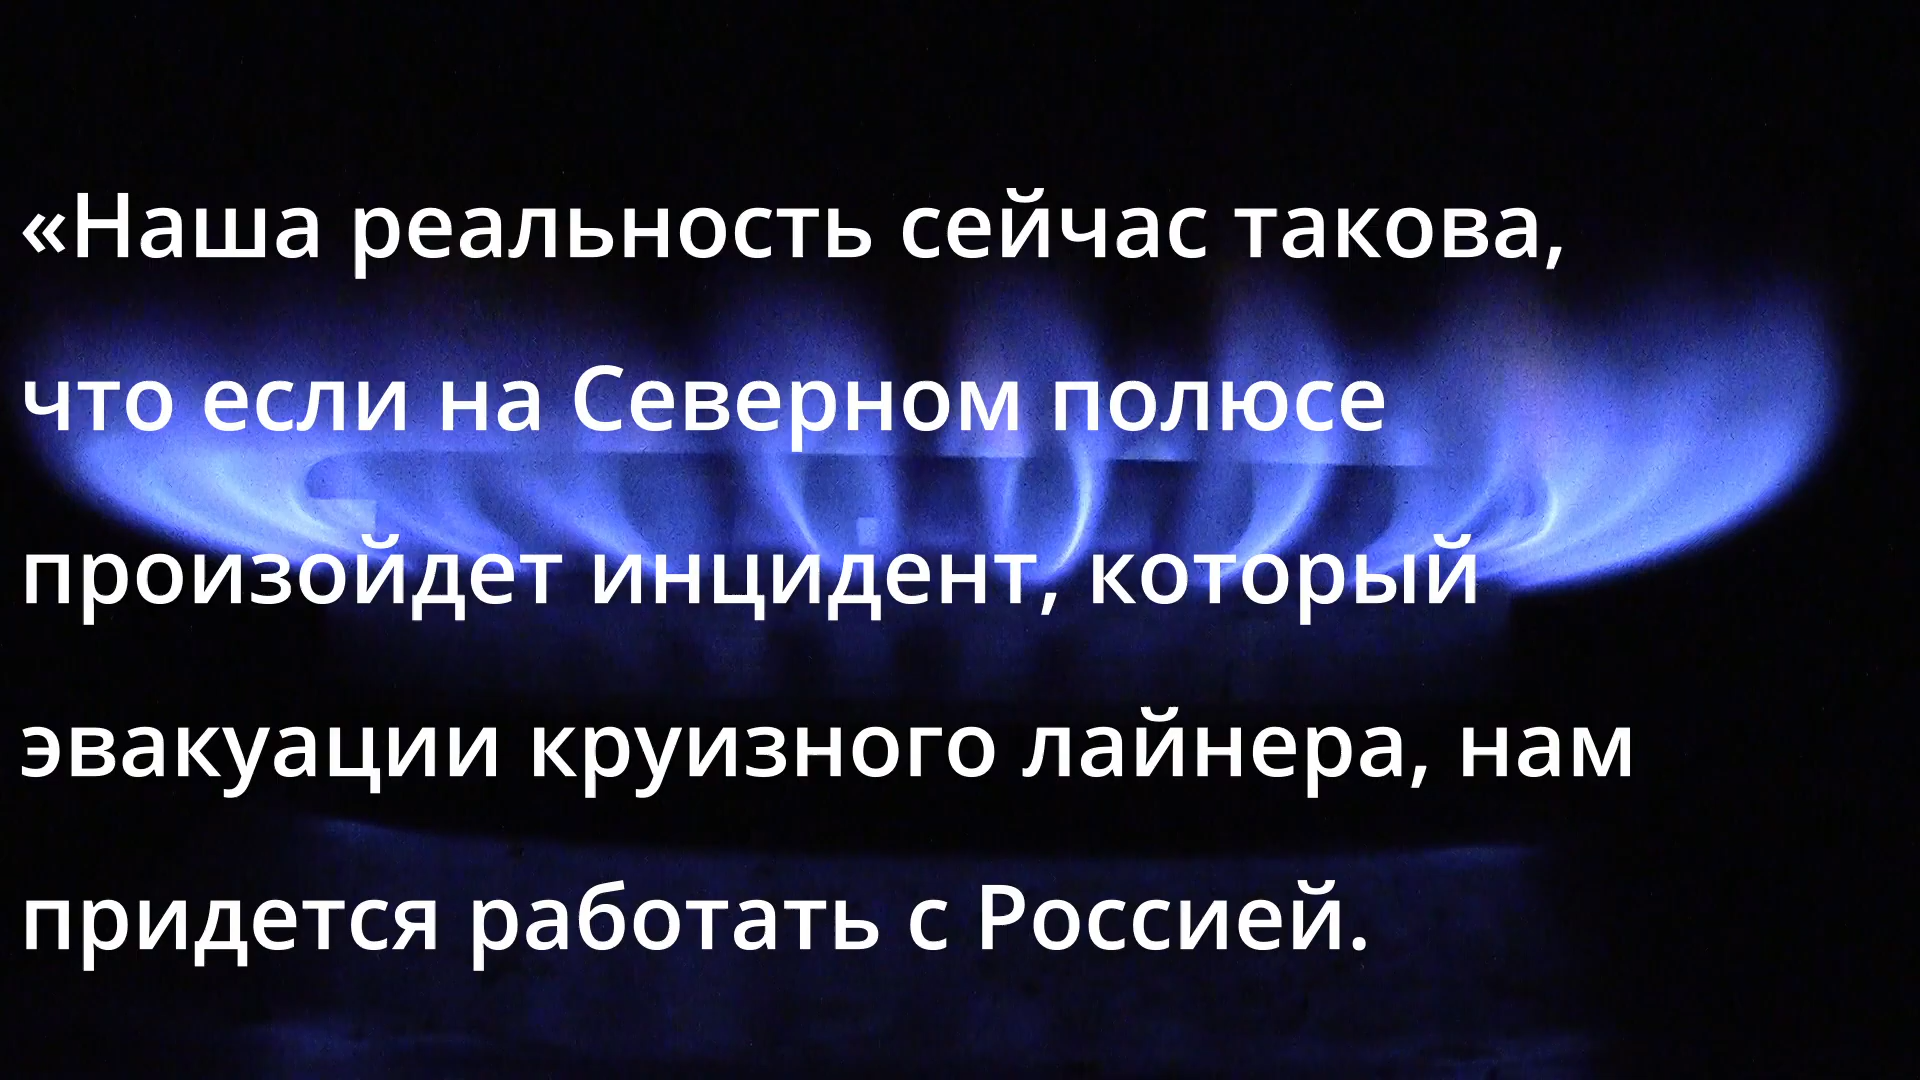 «Наша реальность сейчас такова,
что если на Северном полюсе
произойдет инцидент, который
эвакуации круизного лайнера, нам
придется работать с Россией.